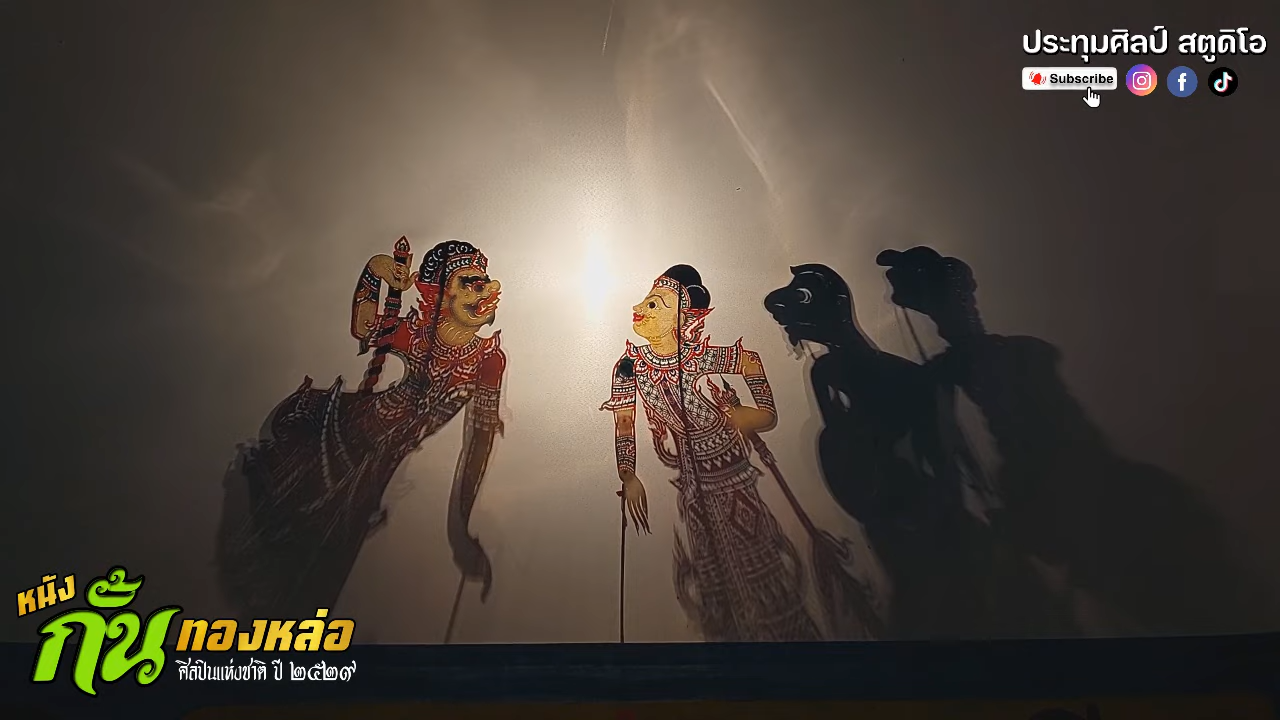 ประทุมศิลป์ สตูดิโอ
Subscribe
หนัง
กั้น ทองหล่อ
ศิลปินแห่งชาติ ปี ๒๕๒๙